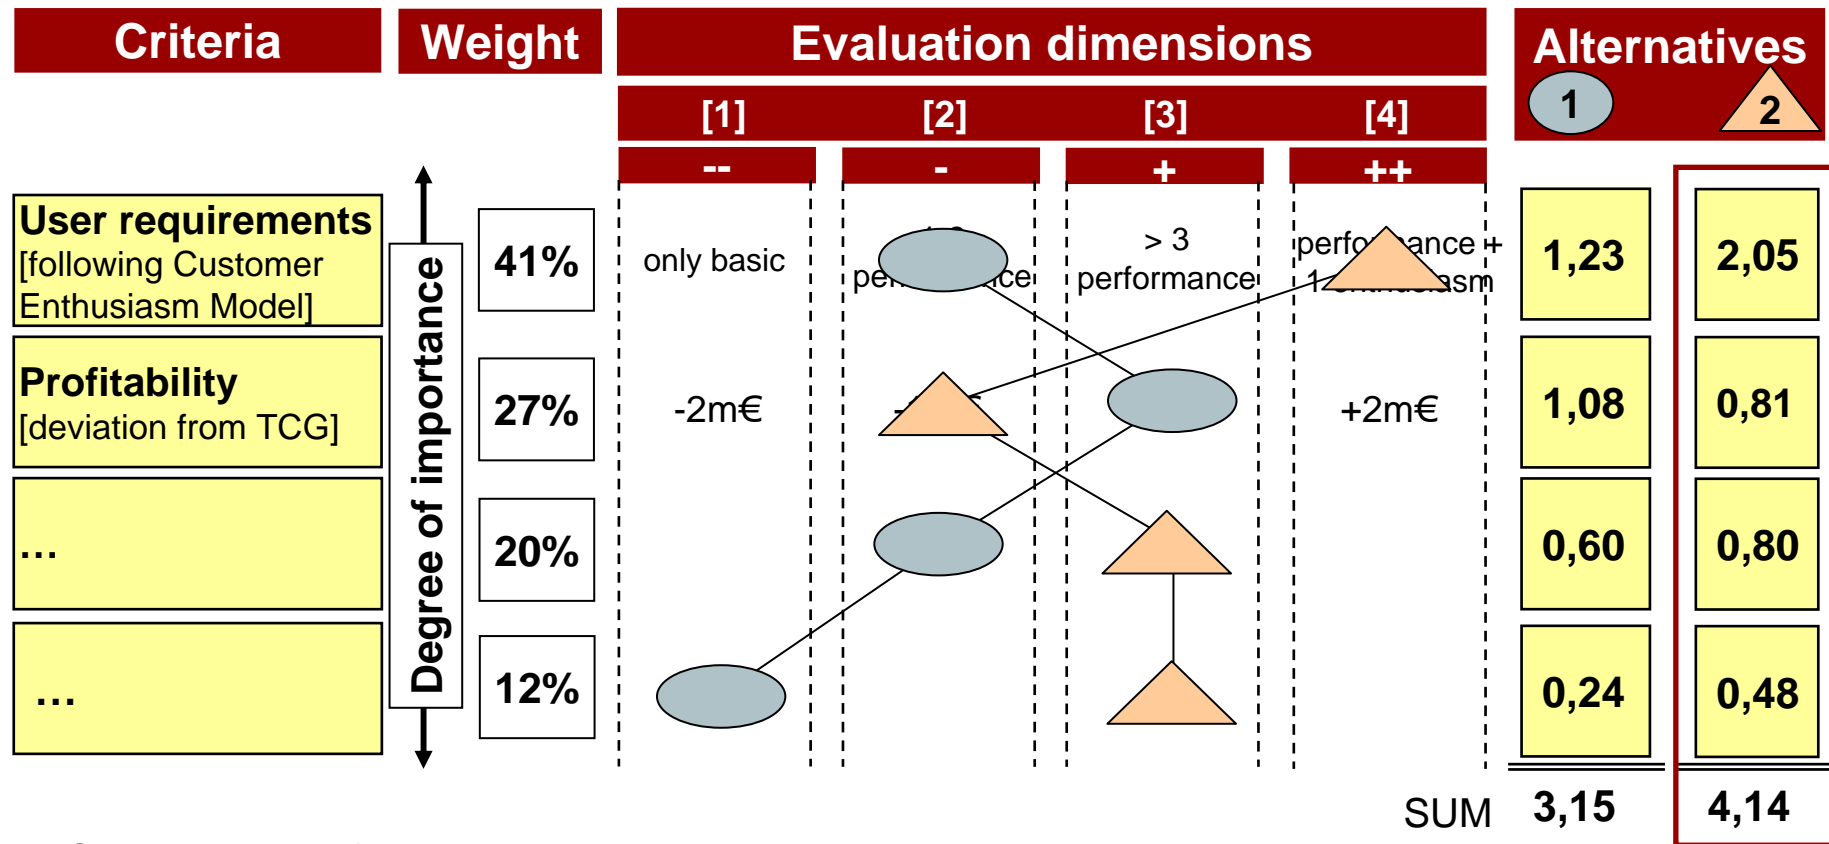 Criteria
Weight
Evaluation dimensions
Alternatives
[1]
[2]
[3]
[4]
1
2
--
-
+
++
User requirements
[following Customer
Enthusiasm Model]
41%
only basic
> 3
performance
+
1,23
2,05
Degree of importance
Profitability
[deviation from TCG]
27%
-2m€
+2m€
1,08
0,81
...
20%
0,60
0,80
...
12%
0,24
0,48
SUM
3,15
4,14